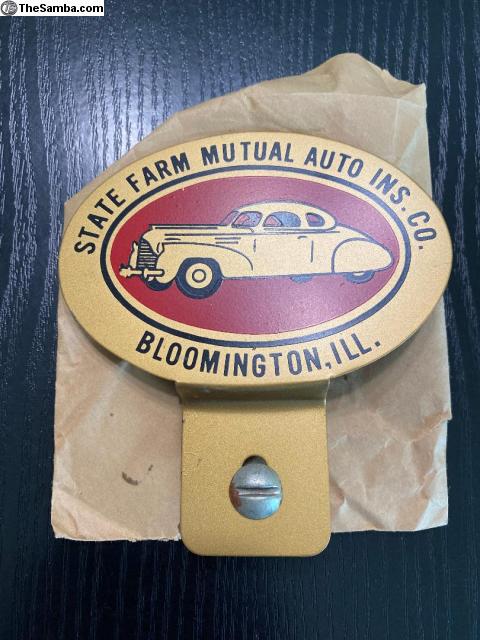 TheSamba.com
STATE FARM MUTUAL AUTO INS. CO.
BLOOMINGTON, ILL.